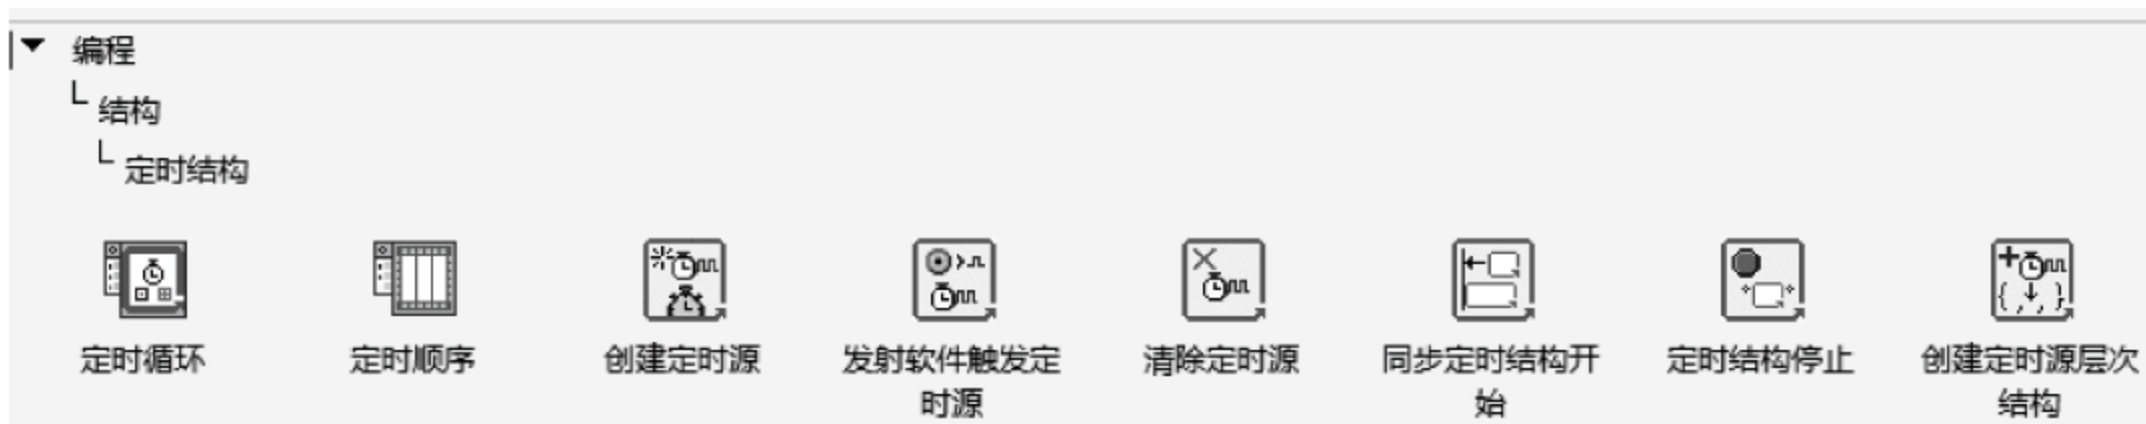 编程
结构
定时结构
定时循环
定时顺序
创建定时源
发射软件触发定
时源
清除定时源
同步定时结构开
始
定时结构停止
创建定时源层次
结构